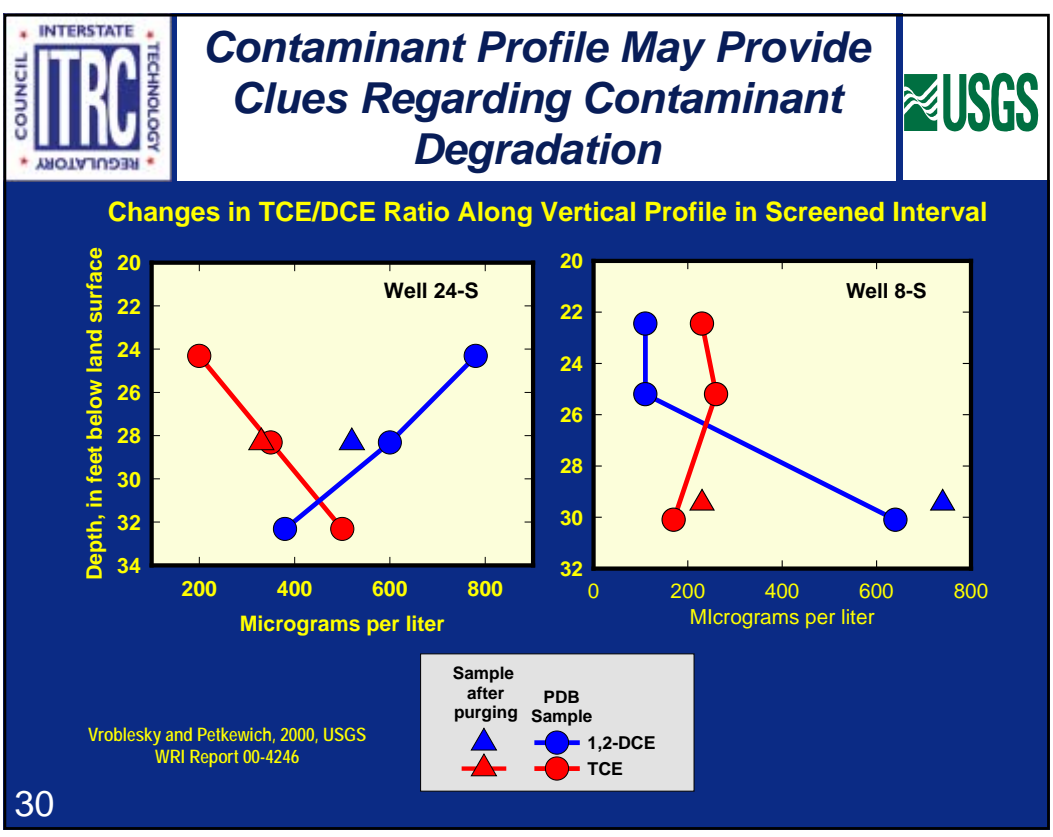 INTERSTATE
TECHNOLOGY
REGULATORY
COUNCIL
ITRC
Contaminant Profile May Provide
Clues Regarding Contaminant
Degradation
USGS
Changes in TCE/DCE Ratio Along Vertical Profile in Screened Interval
Depth, in feet below land surface
20
22
24
26
28
30
32
34
Well 24-S
200 400 600 800
Micrograms per liter
20
22
24
26
28
30
32
Well 8-S
0 200 400 600 800
MIcrograms per liter
Sample
after
purging
PDB
Sample
1,2-DCE
TCE
Vroblesky and Petkewich, 2000, USGS
WRI Report 00-4246
30